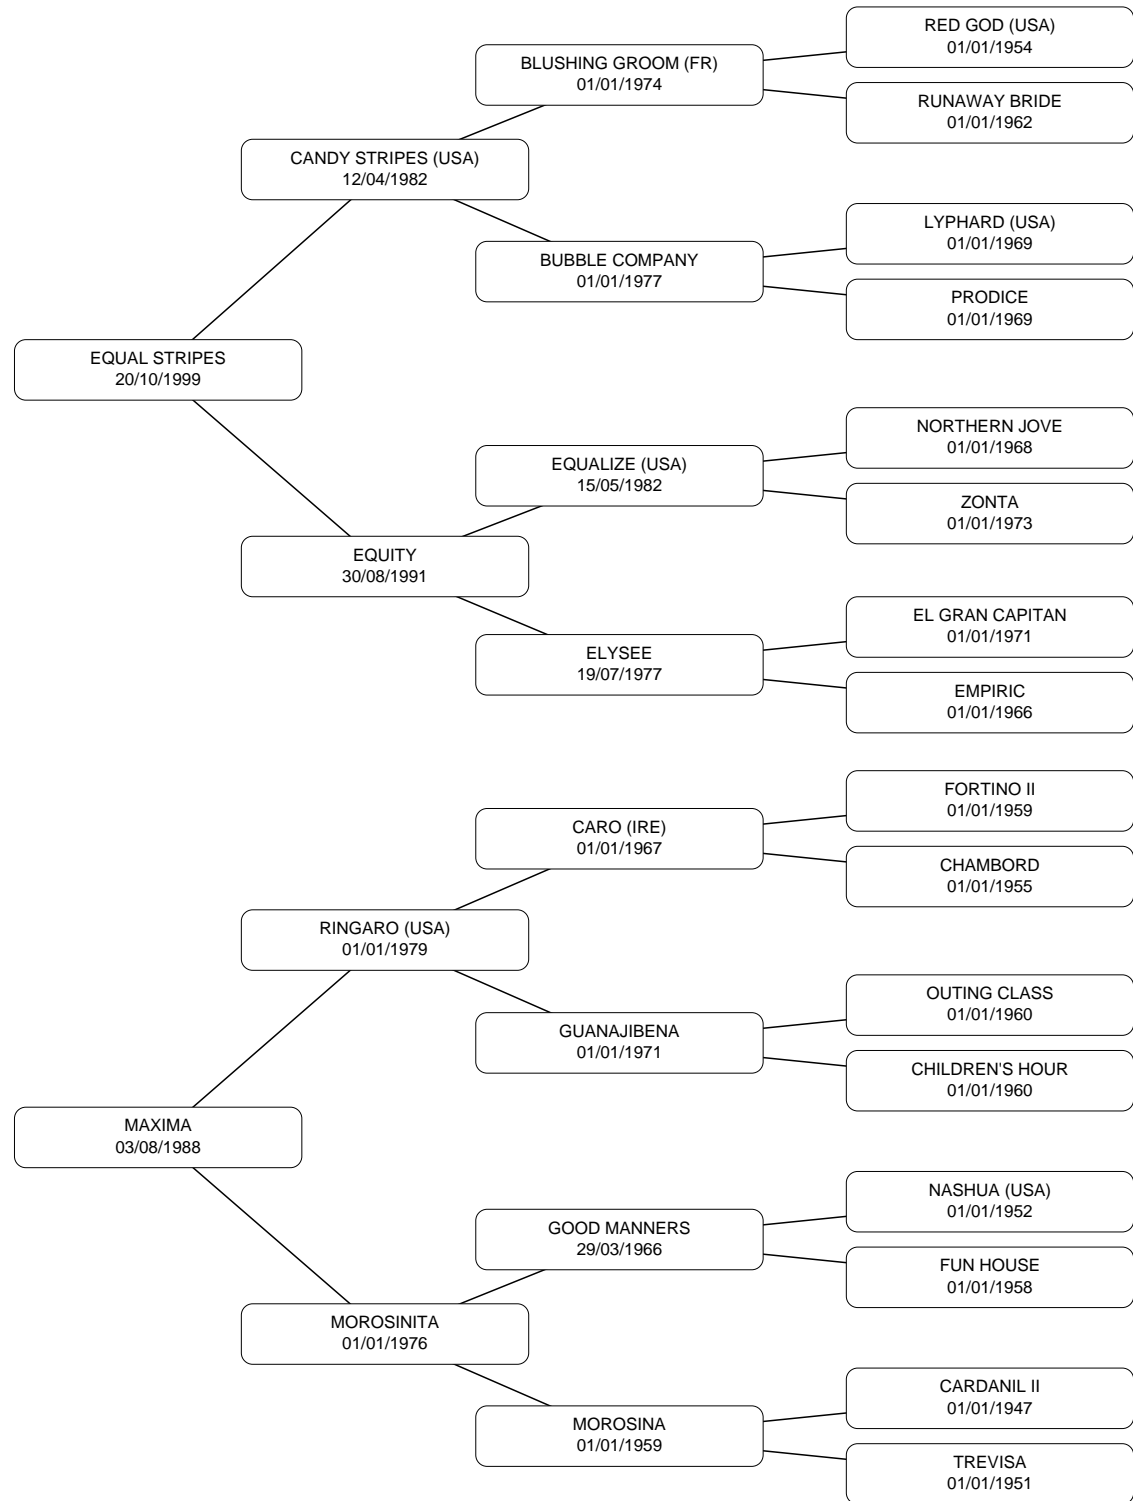 RED GOD (USA)
01/01/1954
BLUSHING GROOM (FR)
01/01/1974
RUNAWAY BRIDE
01/01/1962
CANDY STRIPES (USA)
12/04/1982
LYPHARD (USA)
01/01/1969
BUBBLE COMPANY
01/01/1977
PRODICE
01/01/1969
EQUAL STRIPES
20/10/1999
NORTHERN JOVE
01/01/1968
EQUALIZE (USA)
15/05/1982
ZONTA
01/01/1973
EQUITY
30/08/1991
EL GRAN CAPITAN
01/01/1971
ELYSEE
19/07/1977
EMPIRIC
01/01/1966
FORTINO II
01/01/1959
CARO (IRE)
01/01/1967
CHAMBORD
01/01/1955
RINGARO (USA)
01/01/1979
OUTING CLASS
01/01/1960
GUANAJIBENA
01/01/1971
CHILDREN'S HOUR
01/01/1960
MAXIMA
03/08/1988
NASHUA (USA)
01/01/1952
GOOD MANNERS
29/03/1966
FUN HOUSE
01/01/1958
MOROSINITA
01/01/1976
CARDANIL II
01/01/1947
MOROSINA
01/01/1959
TREVISA
01/01/1951